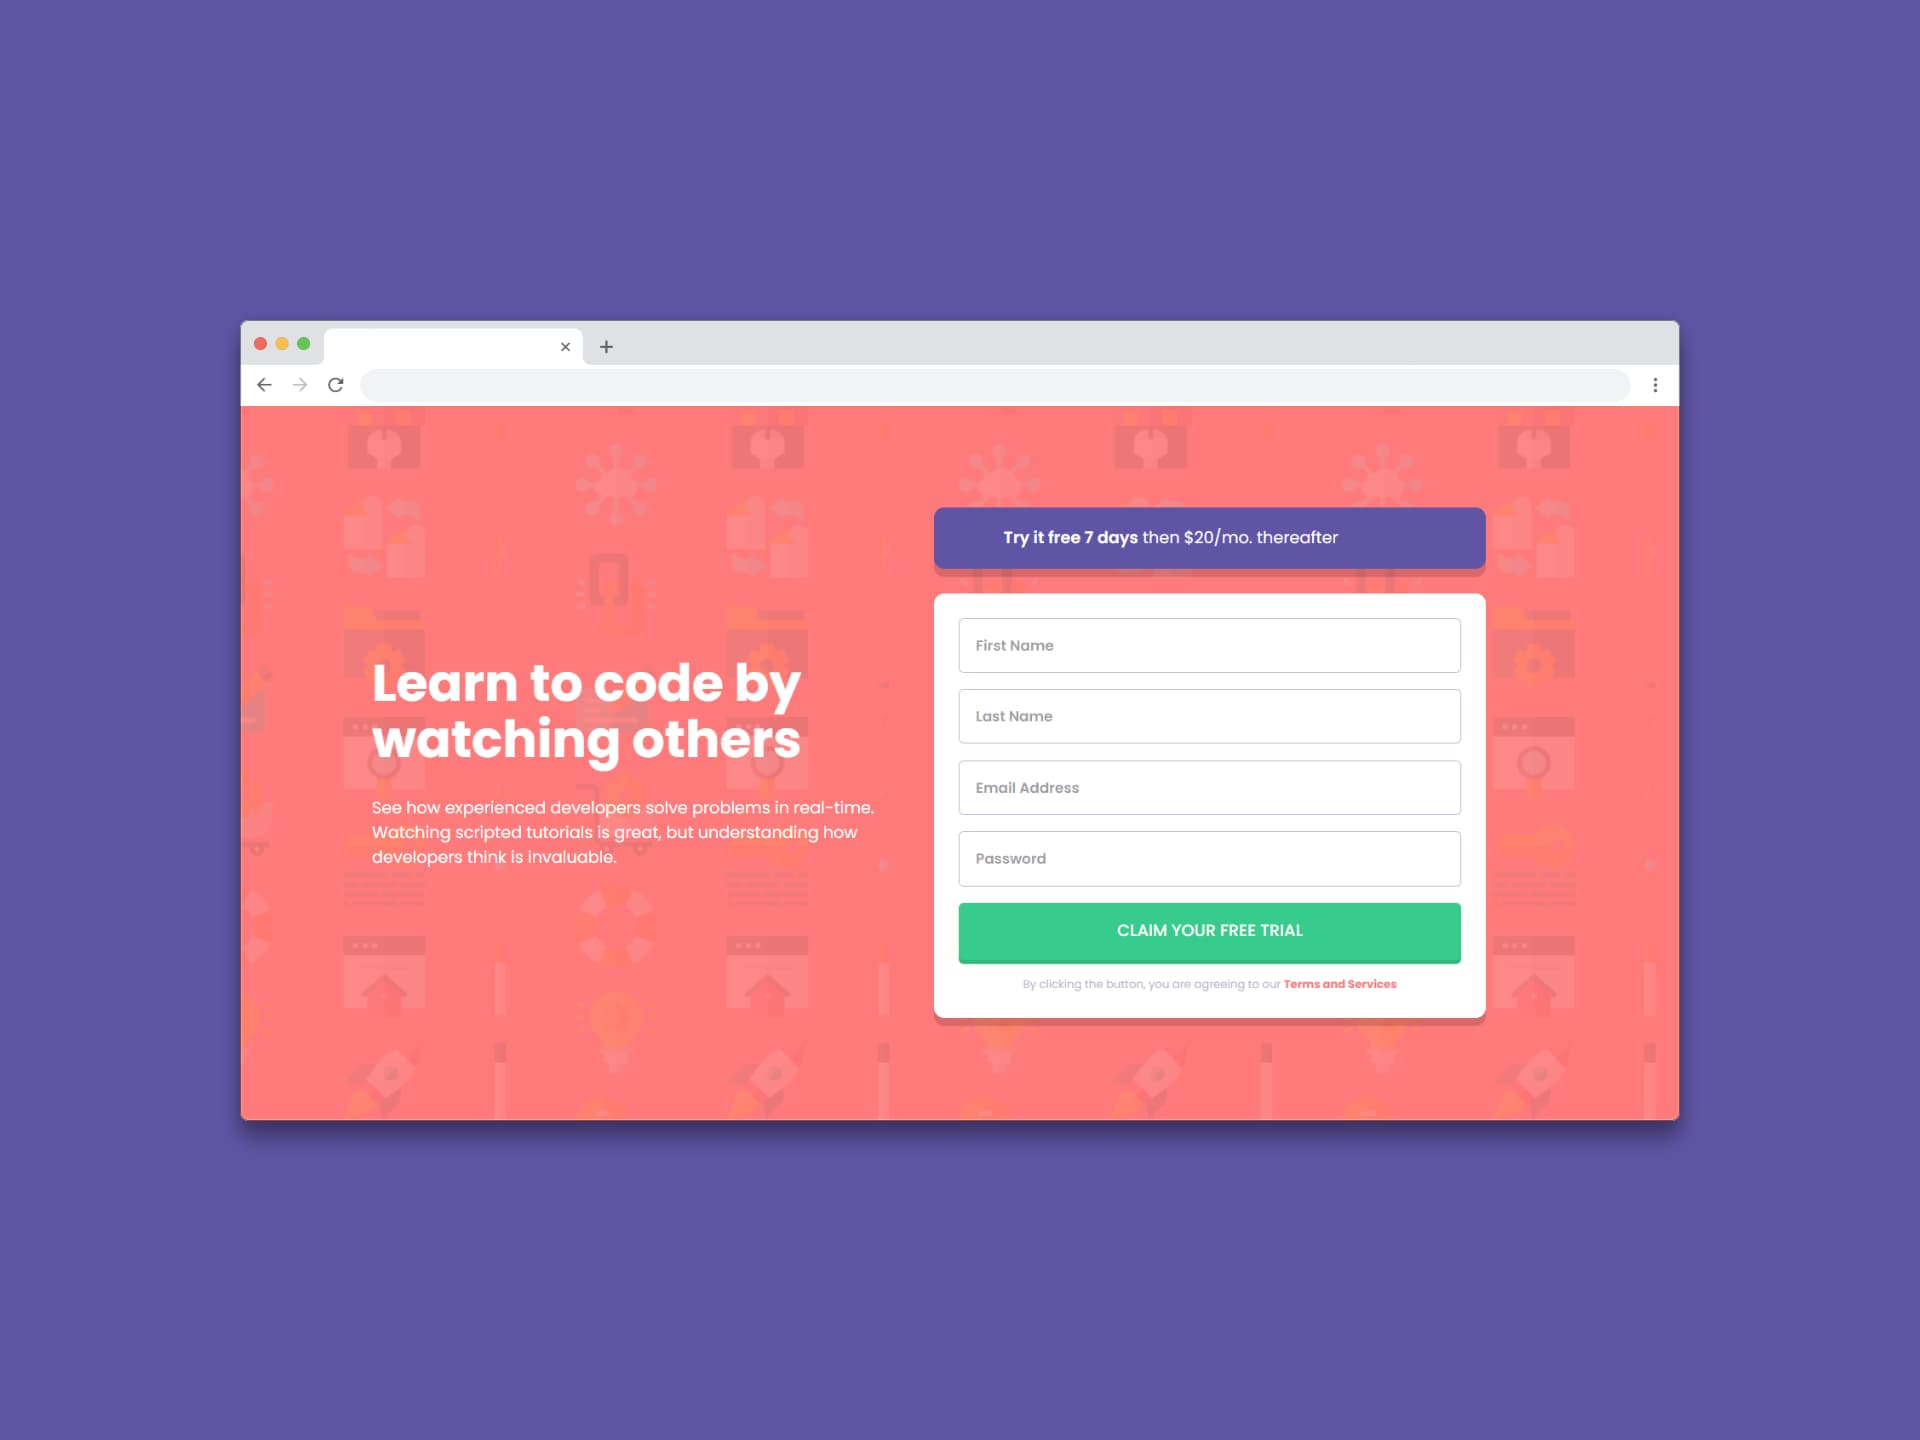 Learn to code by
watching others
See how experienced developers solve problems in real-time.
Watching scripted tutorials is great, but understanding how
developers think is invaluable.
Try it free 7 days then $20/mo. thereafter
First Name
Last Name
Email Address
Password
CLAIM YOUR FREE TRIAL
By clicking the button, you are agreeing to our Terms and Services